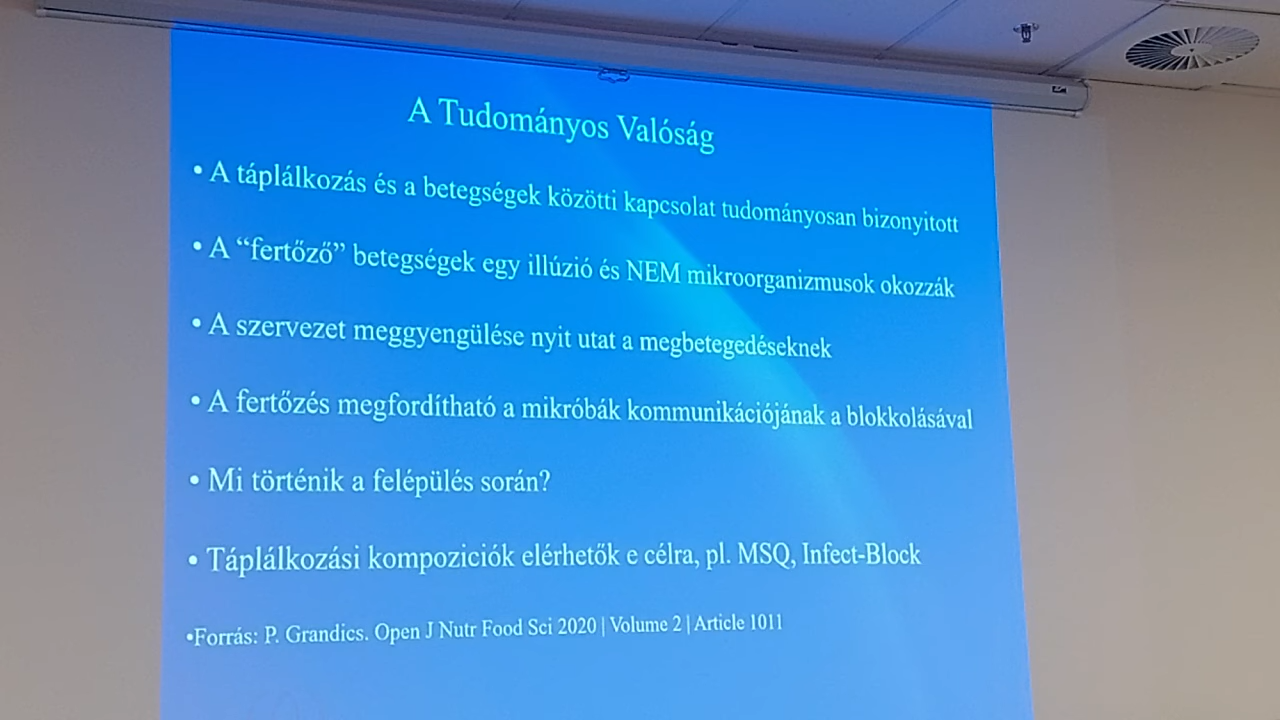 A Tudományos Valóság
• A táplálkozás és a betegségek közötti kapcsolat tudományosan bizonyitott
• A “fertőző” betegségek egy illúzió és NEM mikroorganizmusok okozzák
• A szervezet meggyengülése nyit utat a megbetegedéseknek
• A fertőzés megfordítható a mikróbák kommunikációjának a blokkolásával
• Mi történik a felépülés során?
• Táplálkozási kompoziciók elérhetők e célra, pl. MSQ, Infect-Block
•Forrás: P. Grandics. Open J Nutr Food Sci 2020 | Volume 2 | Article 1011